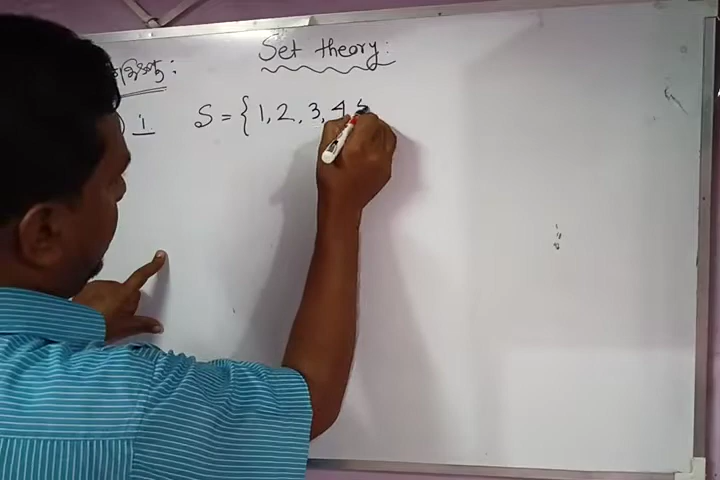 Set theory:
1 S = {1, 2, 3, 4